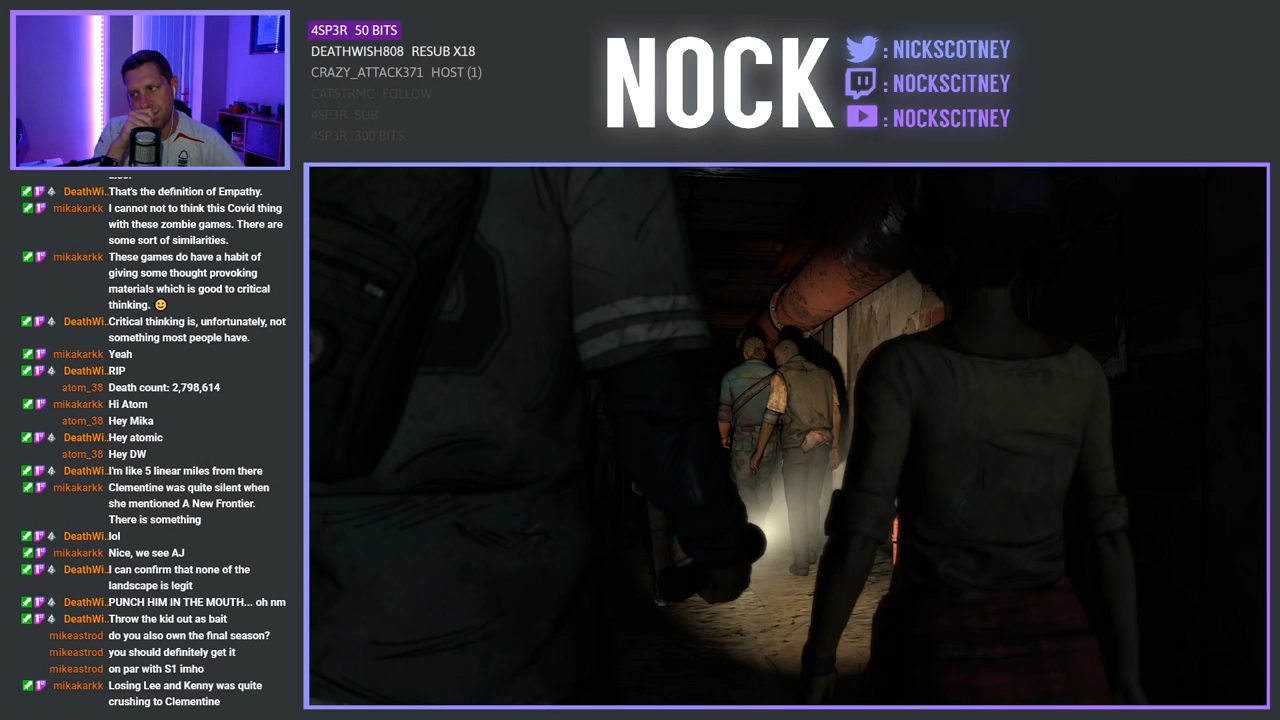 4SP3R 50 BITS
DEATHWISH808 RESUB X18
CRAZY_ATTACK371 HOST (1)
CATSTRMC FOLLOW
4SP3R SUB
4SP3R 300 BITS
NOCK
: NICKSCOTNEY
: NOCKSCITNEY
: NOCKSCITNEY
DeathWi.. That's the definition of Empathy.
mikakarkk I cannot not to think this Covid thing
with these zombie games. There are
some sort of similarities.
mikakarkk These games do have a habit of
giving some thought provoking
materials which is good to critical
thinking. 😀
DeathWi.. Critical thinking is, unfortunately, not
something most people have.
mikakarkk Yeah
DeathWi.. RIP
atom_38 Death count: 2,798,614
mikakarkk Hi Atom
atom_38 Hey Mika
DeathWi.. Hey atomic
atom_38 Hey DW
DeathWi.. I'm like 5 linear miles from there
mikakarkk Clementine was quite silent when
she mentioned A New Frontier.
There is something
DeathWi.. lol
mikakarkk Nice, we see AJ
DeathWi.. I can confirm that none of the
landscape is legit
DeathWi.. PUNCH HIM IN THE MOUTH... oh nm
DeathWi.. Throw the kid out as bait
mikeastrod do you also own the final season?
mikeastrod you should definitely get it
mikeastrod on par with S1 imho
mikakarkk Losing Lee and Kenny was quite
crushing to Clementine